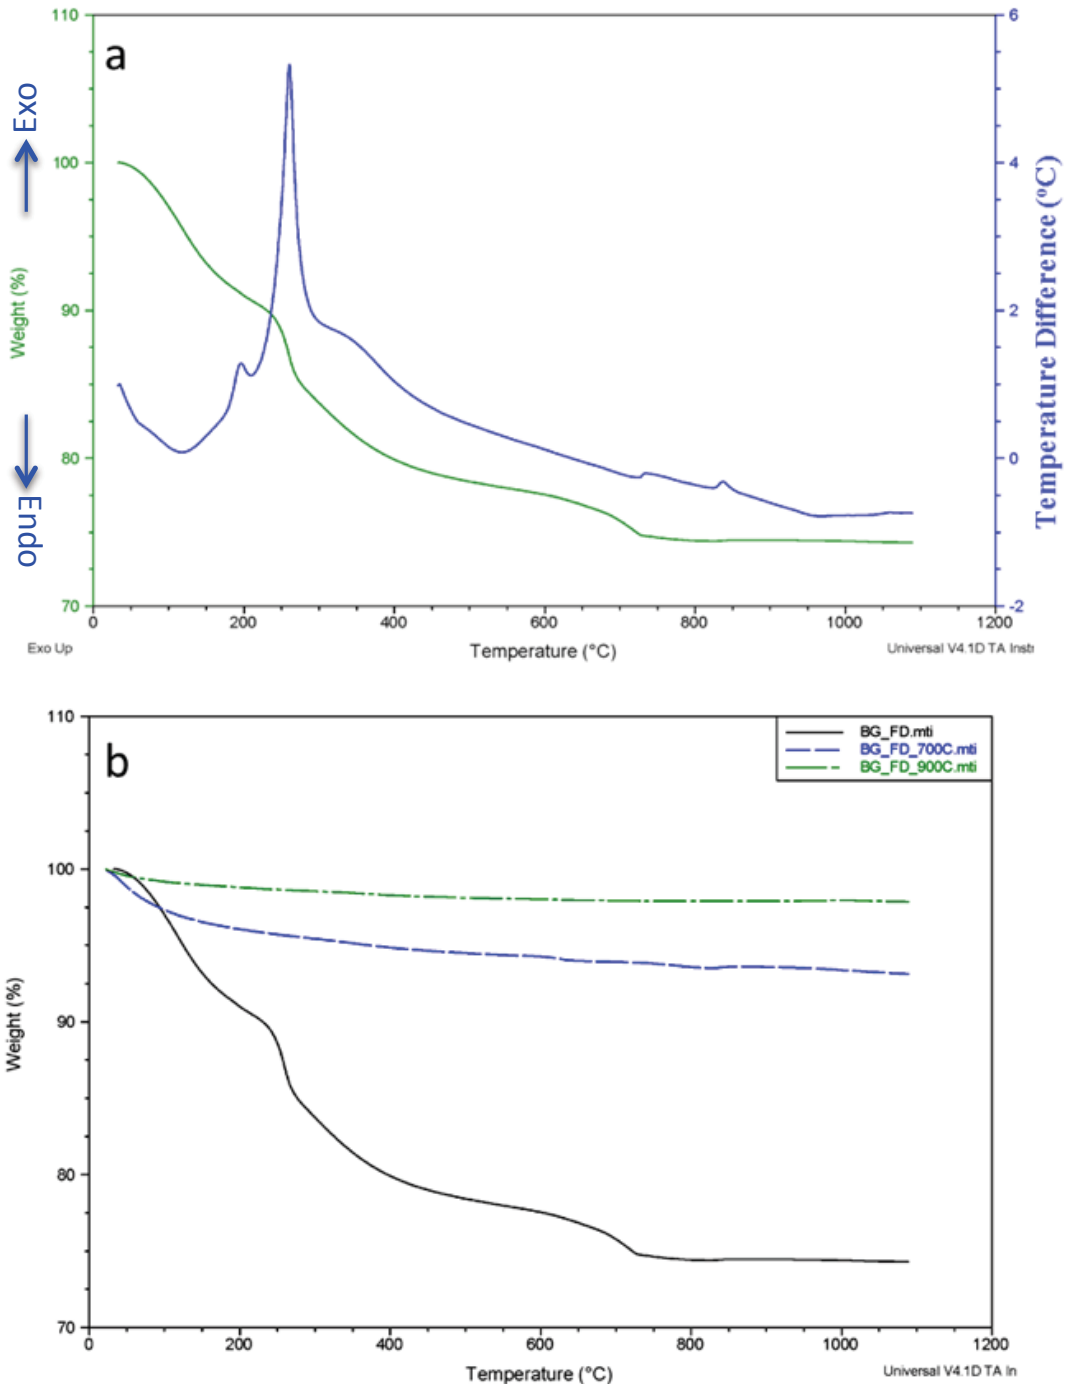 110
6
a
Exo
100
4
Weight (%)
90
2
Temperature Difference (°C)
80
0
Endo
70
-2
0
200
400
600
800
1000
1200
Exo Up
Temperature (°C)
Universal V4.1D TA Instr
110
b
BG_FD.mti
BG_FD_700C.mti
BG_FD_900C.mti
100
Weight (%)
90
80
70
0
200
400
600
800
1000
1200
Temperature (°C)
Universal V4.1D TA In